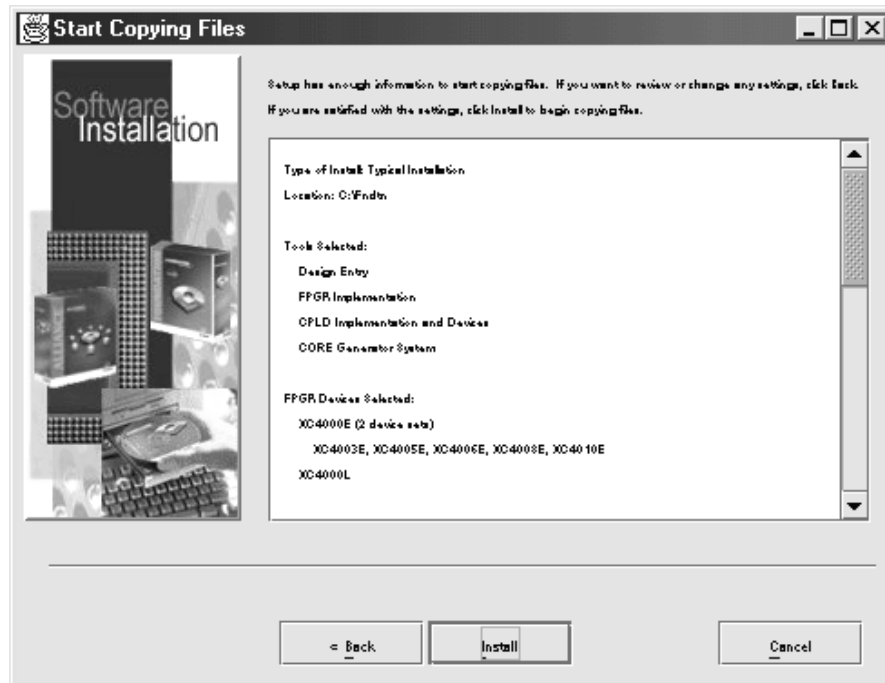 Start Copying Files
Software
Installation
Setup has enough information to start copying files. If you want to review or change any settings, click Back.
If you are satisfied with the settings, click Install to begin copying files.
Type of Install: Typical Installation
Location: C:\Fndtn
Tools Selected:
Design Entry
FPGA Implementation
CPLD Implementation and Devices
CORE Generator System
FPGA Devices Selected:
XC4000E (2 device sets)
XC4003E, XC4005E, XC4006E, XC4008E, XC4010E
XC4000L
< Back
Install
Cancel